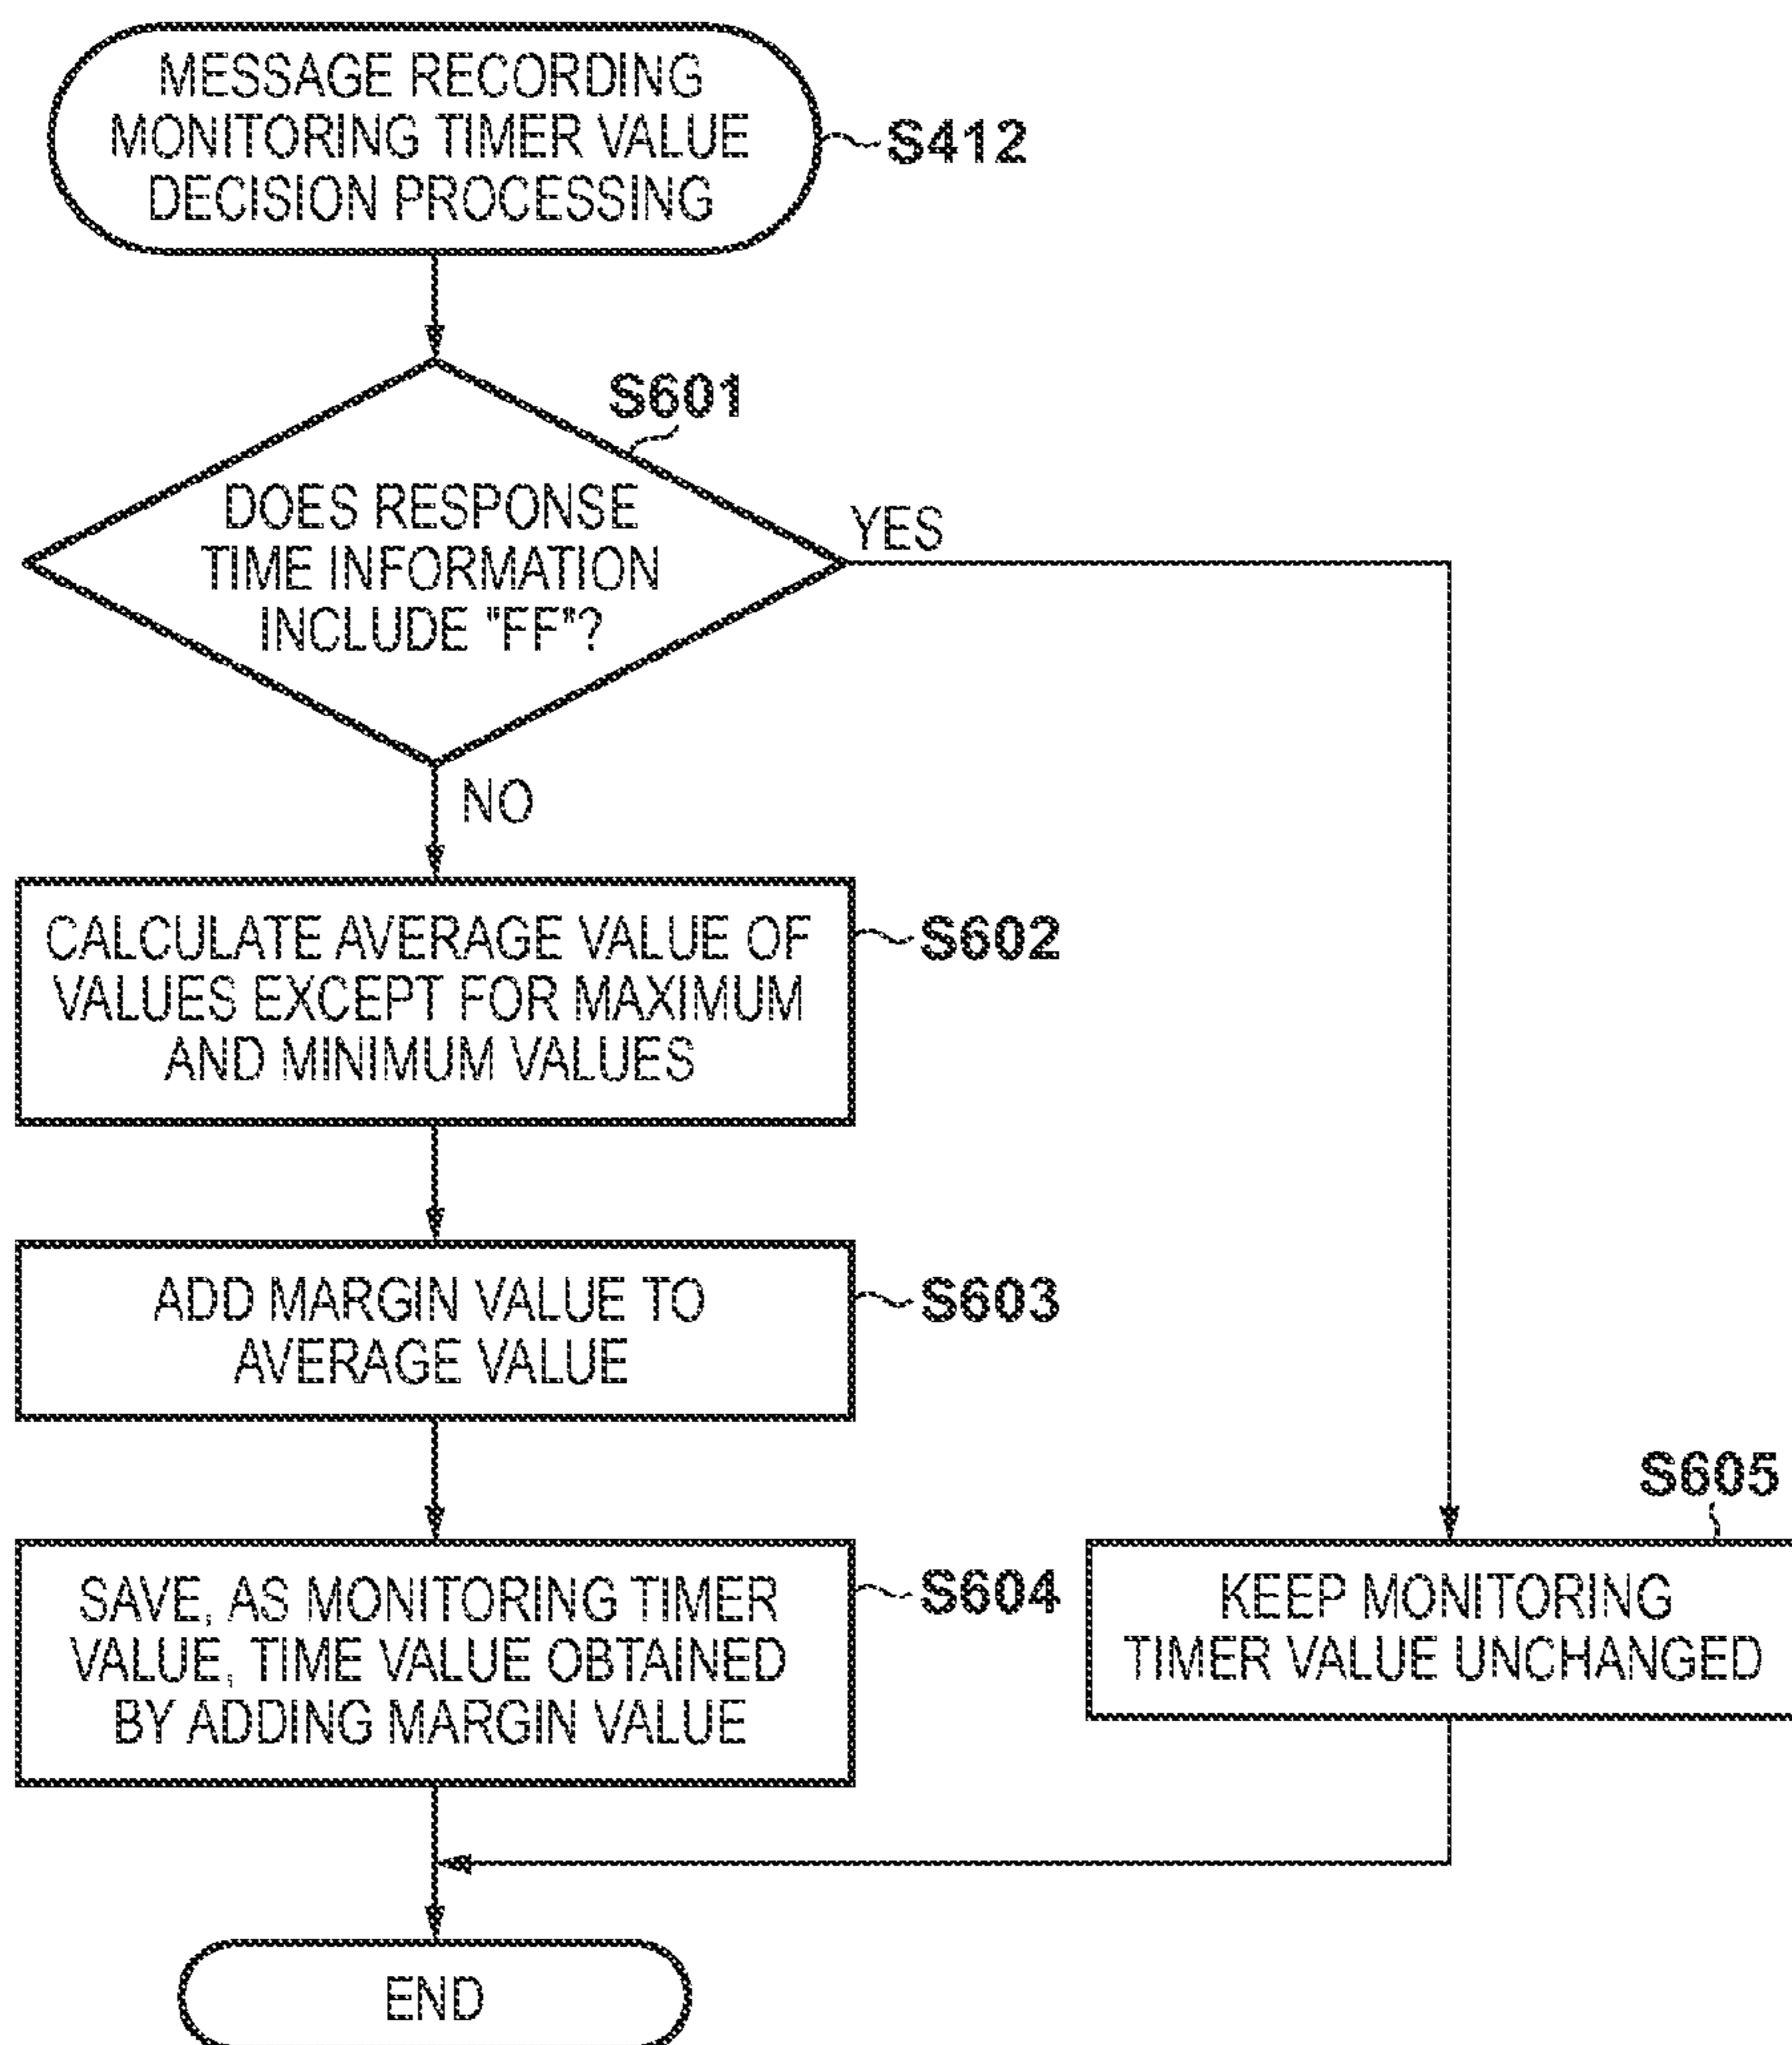 MESSAGE RECORDING
MONITORING TIMER VALUE
DECISION PROCESSING
S412
S601
DOES RESPONSE
TIME INFORMATION
INCLUDE "FF"?
YES
NO
CALCULATE AVERAGE VALUE OF
VALUES EXCEPT FOR MAXIMUM
AND MINIMUM VALUES
S602
ADD MARGIN VALUE TO
AVERAGE VALUE
S603
SAVE, AS MONITORING TIMER
VALUE, TIME VALUE OBTAINED
BY ADDING MARGIN VALUE
S604
S605
KEEP MONITORING
TIMER VALUE UNCHANGED
END